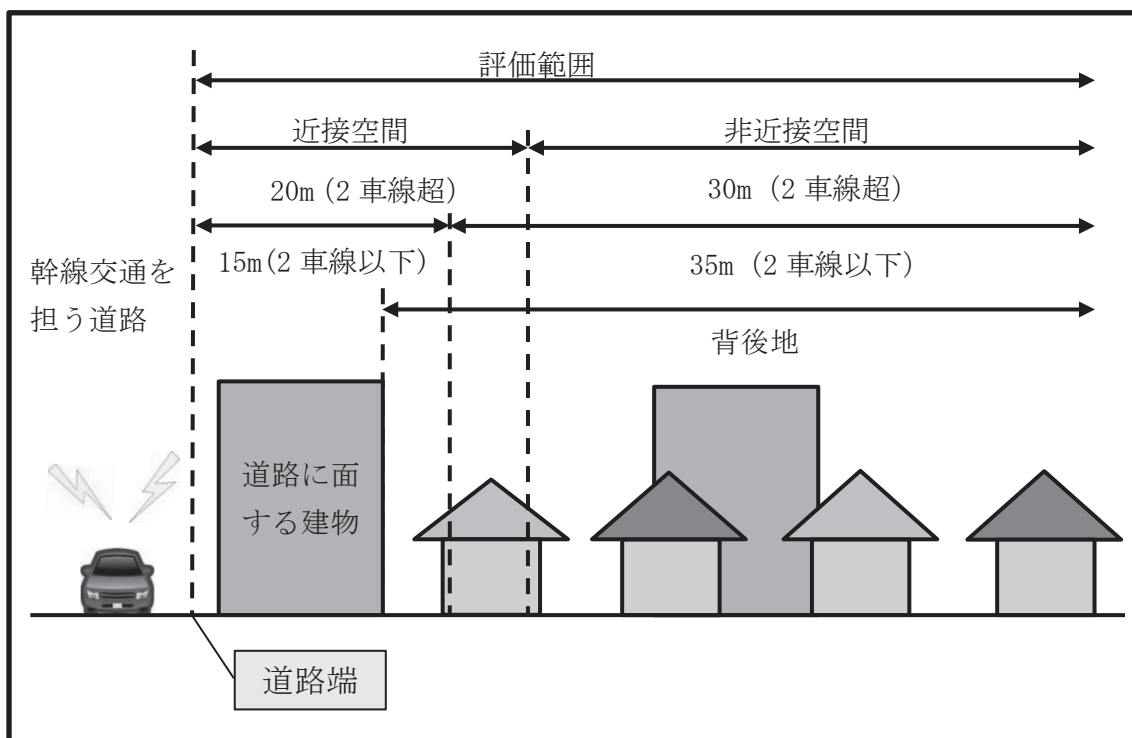 評価範囲
近接空間
非近接空間
20m(2 車線超)
30m (2 車線超)
15m(2 車線以下)
35m (2 車線以下)
幹線交通を
担う道路
背後地
道路に面
する建物
道路端